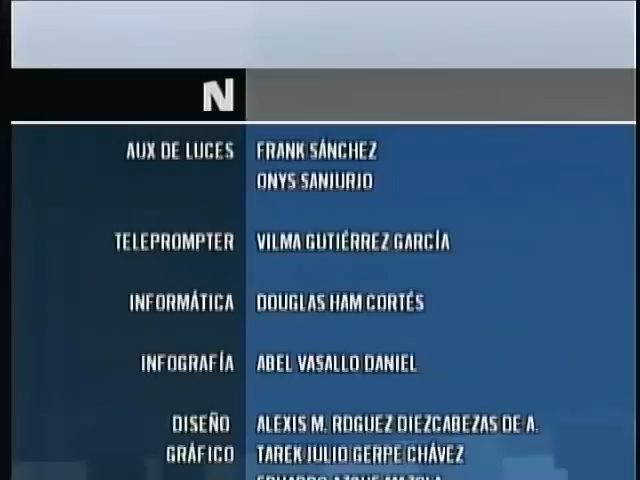 N
AUX DE LUCES FRANK SÁNCHEZ
ONYS SANJURJO
TELEPROMPTER VILMA GUTIÉRREZ GARCÍA
INFORMÁTICA DOUGLAS HAM CORTÉS
INFOGRAFÍA ABEL VASALLO DANIEL
DISEÑO ALEXIS M. RDGUEZ DIEZCABEZAS DE A.
GRÁFICO TAREK JULIO GERPE CHÁVEZ